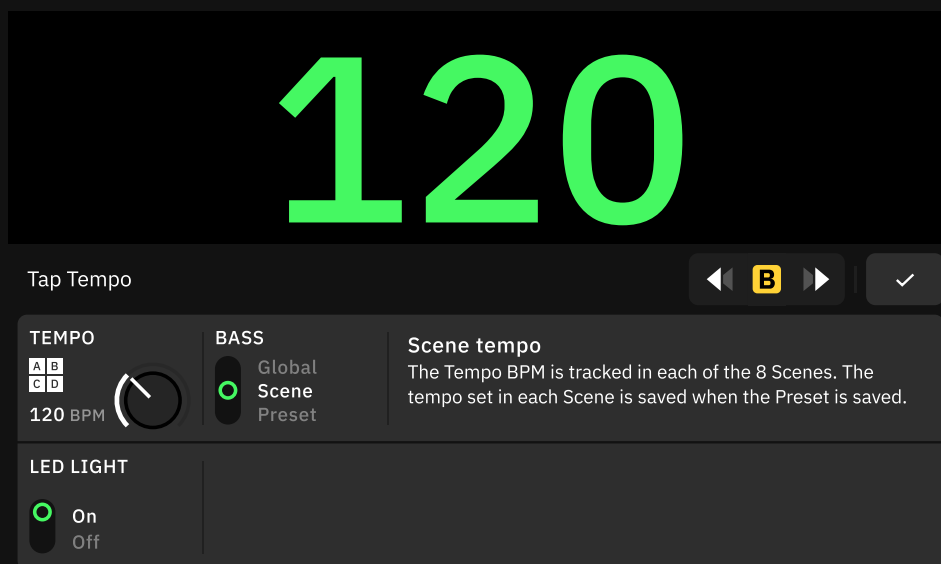 120
Tap Tempo
B
TEMPO
A B
C D
120 BPM
BASS
Global
Scene
Preset
Scene tempo
The Tempo BPM is tracked in each of the 8 Scenes. The
tempo set in each Scene is saved when the Preset is saved.
LED LIGHT
On
Off